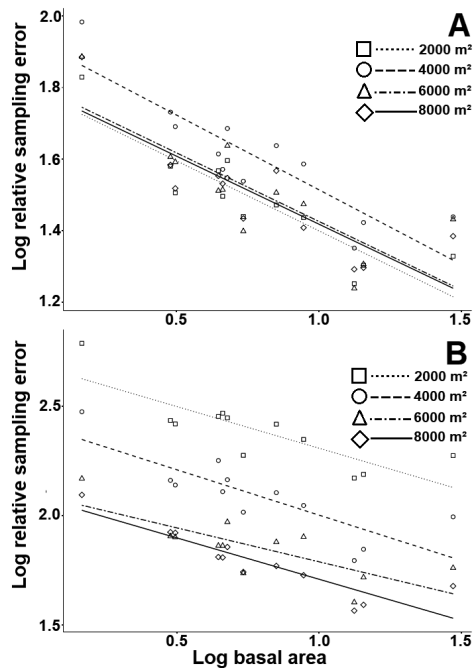 A
2.0
1.8
1.6
1.4
1.2
Log relative sampling error
2000 m²
4000 m²
6000 m²
8000 m²
0.5
1.0
1.5
B
2.5
2.0
1.5
Log relative sampling error
2000 m²
4000 m²
6000 m²
8000 m²
0.5
1.0
1.5
Log basal area